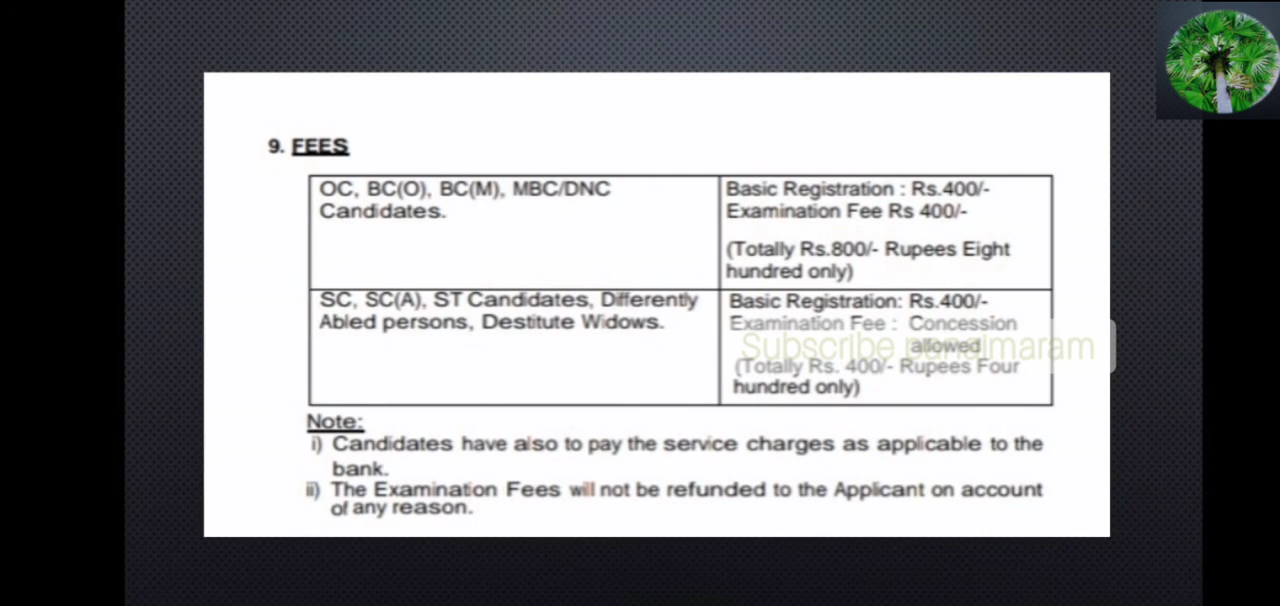 9. FEES
OC, BC(O), BC(M), MBC/DNC
Candidates.
Basic Registration : Rs.400/-
Examination Fee Rs 400/-
(Totally Rs.800/- Rupees Eight
hundred only)
SC, SC(A), ST Candidates, Differently
Abled persons, Destitute Widows.
Basic Registration: Rs.400/-
Examination Fee : Concession
allowed
(Totally Rs. 400/- Rupees Four
hundred only)
Subscribe panaimaram
Note:
i) Candidates have also to pay the service charges as applicable to the
bank.
ii) The Examination Fees will not be refunded to the Applicant on account
of any reason.